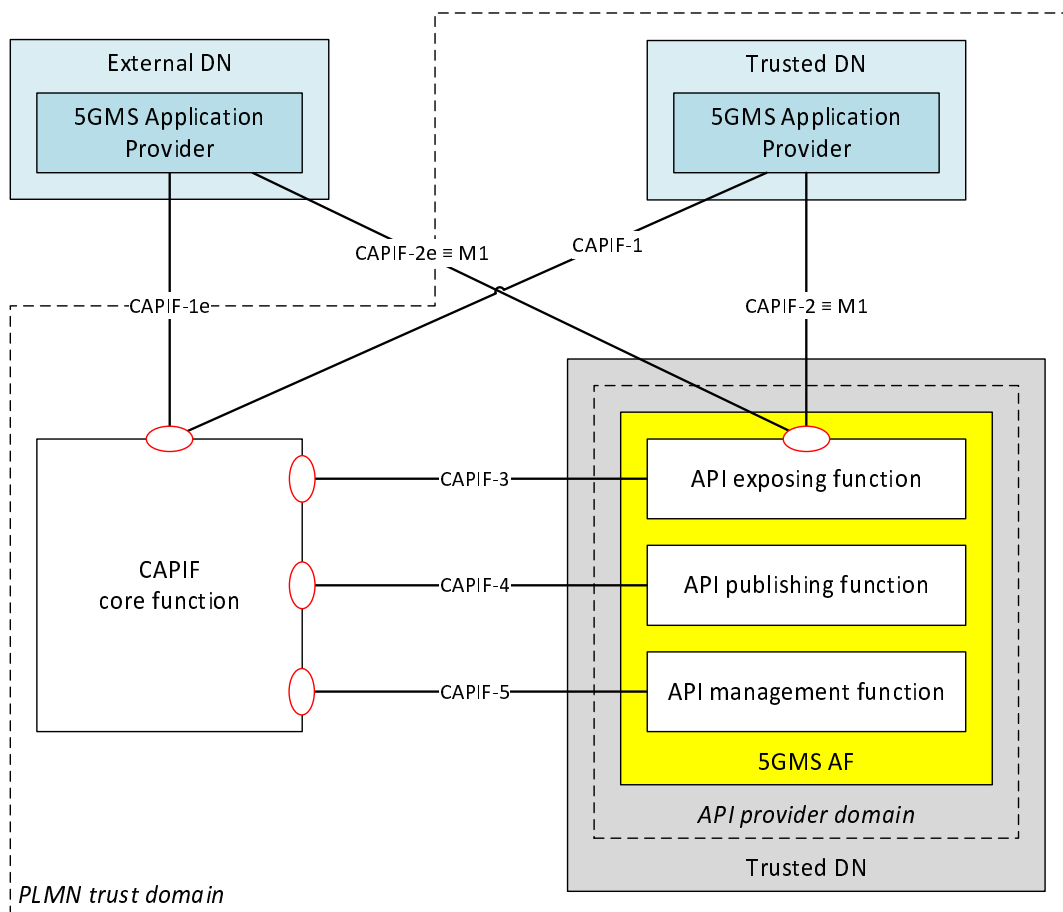 External DN
5GMS Application
Provider
Trusted DN
5GMS Application
Provider
CAPIF-2e ≡ M1
CAPIF-1
CAPIF-1e
CAPIF-2 ≡ M1
CAPIF
core function
CAPIF-3
CAPIF-4
CAPIF-5
API exposing function
API publishing function
API management function
5GMS AF
API provider domain
Trusted DN
PLMN trust domain